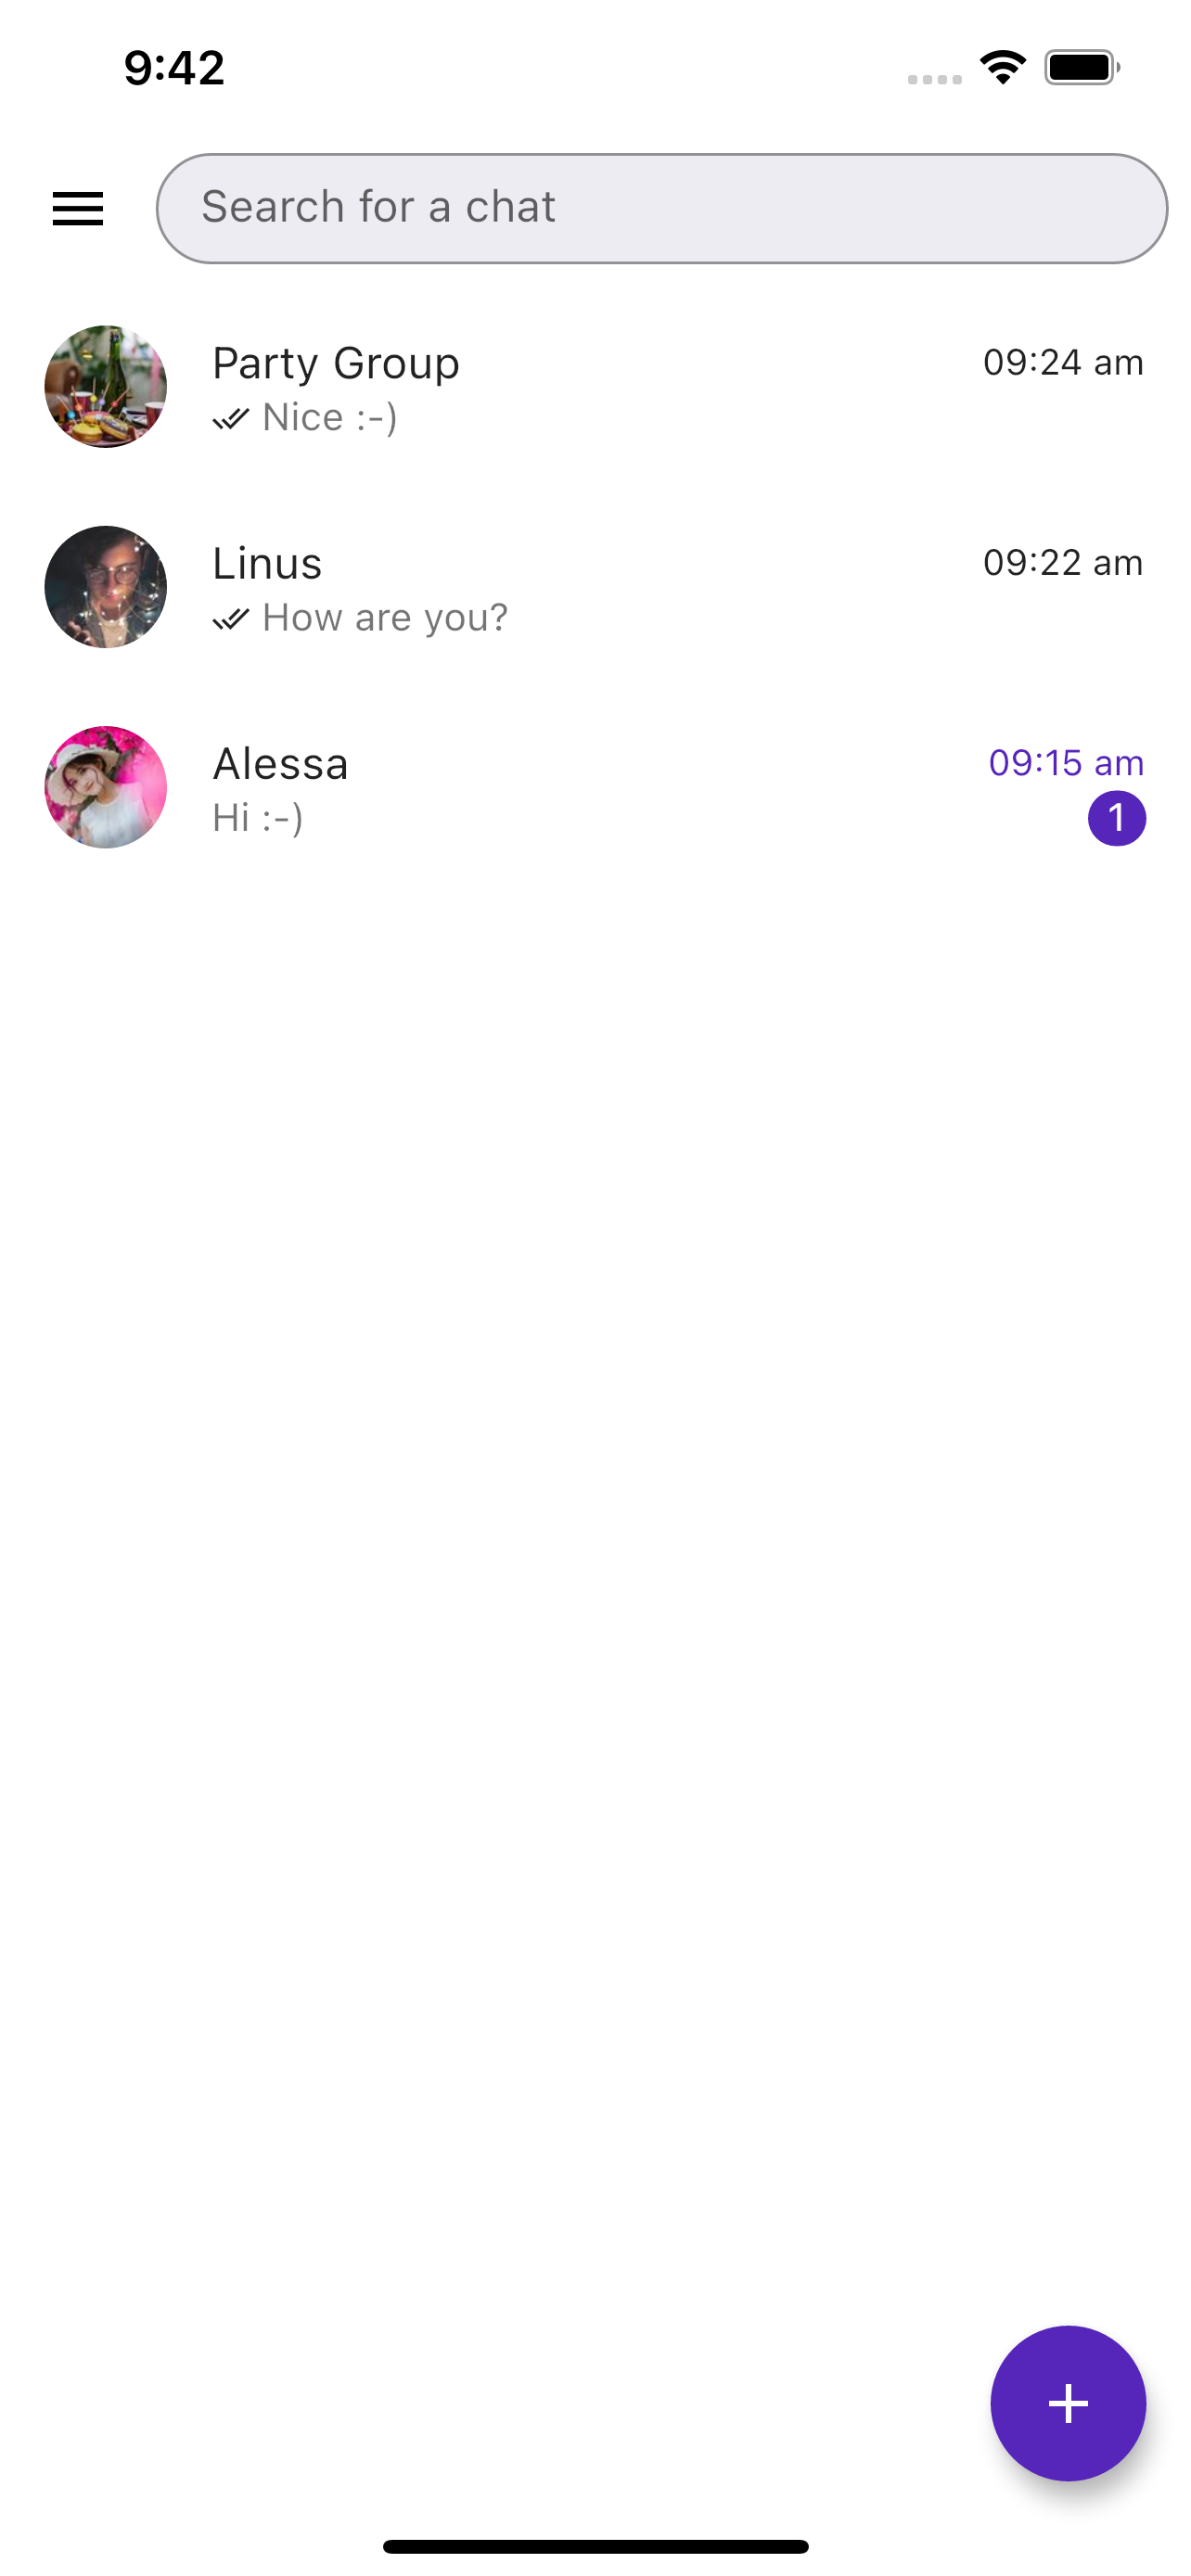 9:42
Search for a chat
Party Group
09:24 am
Nice :-)
Linus
09:22 am
How are you?
Alessa
09:15 am
Hi :-)
1